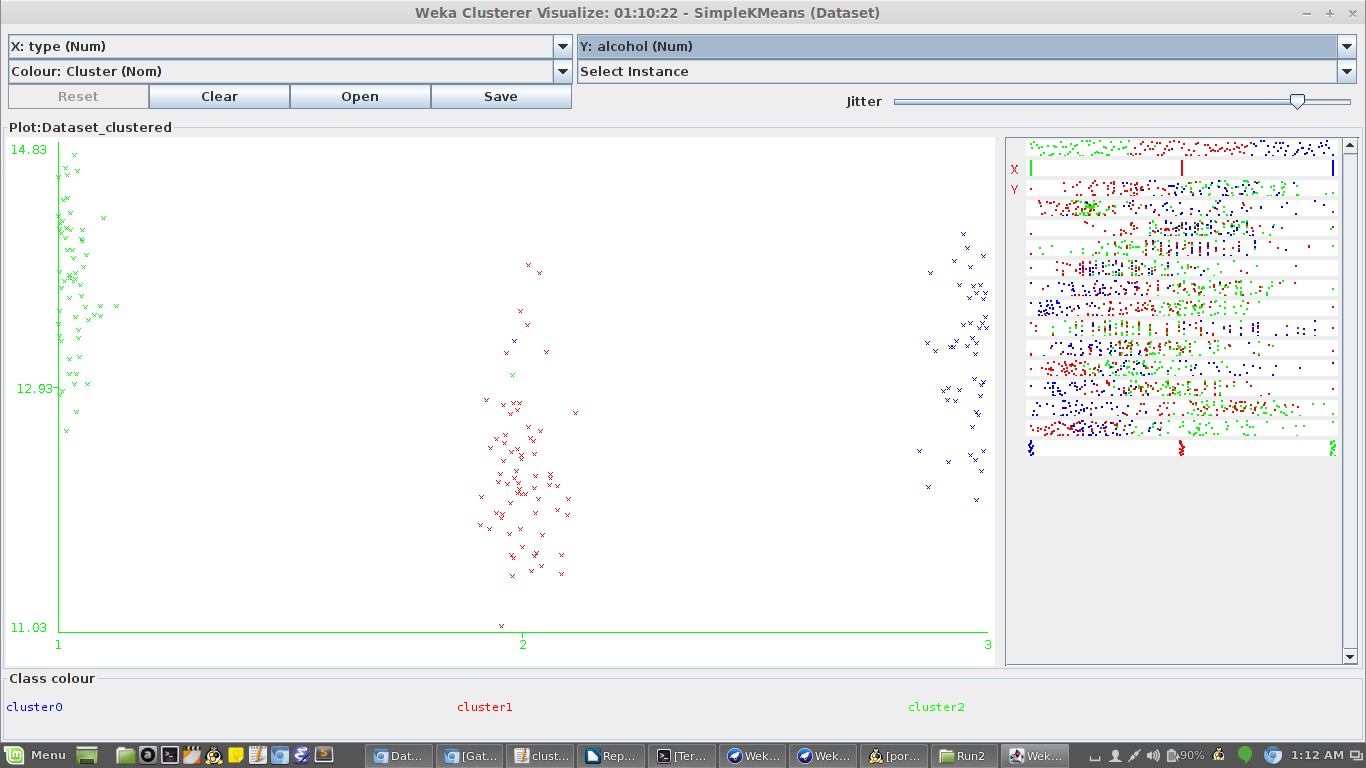 Weka Clusterer Visualize: 01:10:22 - SimpleKMeans (Dataset)
X: type (Num)
Y: alcohol (Num)
Colour: Cluster (Nom)
Select Instance
Reset
Clear
Open
Save
Jitter
Plot:Dataset_clustered
14.83
12.93
11.03
1
2
3
X
Y
Class colour
cluster0
cluster1
cluster2
Menu
Dat...
[Gat...
clust...
Rep...
[Ter...
Wek...
Wek...
[por...
Run2
Wek...
90%
1:12 AM